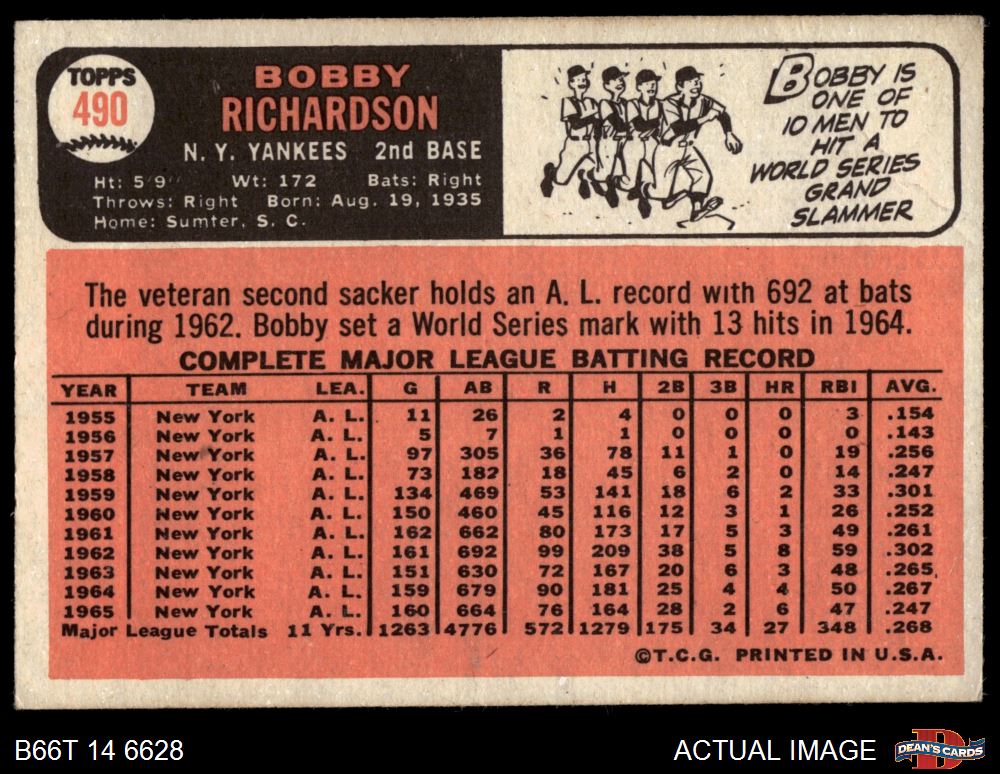 TOPPS
490
BOBBY
RICHARDSON
N. Y. YANKEES 2nd BASE
Ht: 5'9" Wt: 172 Bats: Right
Throws: Right Born: Aug. 19, 1935
Home: Sumter, S. C.
BOBBY IS
ONE OF
10 MEN TO
HIT A
WORLD SERIES
GRAND
SLAMMER
The veteran second sacker holds an A. L. record with 692 at bats
during 1962. Bobby set a World Series mark with 13 hits in 1964.
COMPLETE MAJOR LEAGUE BATTING RECORD
YEAR TEAM LEA. G AB R H 2B 3B HR RBI AVG.
1955 New York A. L. 11 26 2 4 0 0 0 3 .154
1956 New York A. L. 5 7 1 1 0 0 0 0 .143
1957 New York A. L. 97 305 36 78 11 1 0 19 .256
1958 New York A. L. 73 182 18 45 6 2 0 14 .247
1959 New York A. L. 134 469 53 141 18 6 2 33 .301
1960 New York A. L. 150 460 45 116 12 3 1 26 .252
1961 New York A. L. 162 662 80 173 17 5 3 49 .261
1962 New York A. L. 161 692 99 209 38 5 8 59 .302
1963 New York A. L. 151 630 72 167 20 6 3 48 .265
1964 New York A. L. 159 679 90 181 25 4 4 50 .267
1965 New York A. L. 160 664 76 164 28 2 6 47 .247
Major League Totals 11 Yrs. 1263 4776 572 1279 175 34 27 348 .268
©T.C.G. PRINTED IN U.S.A.
B66T 14 6628
ACTUAL IMAGE
DEAN'S CARDS